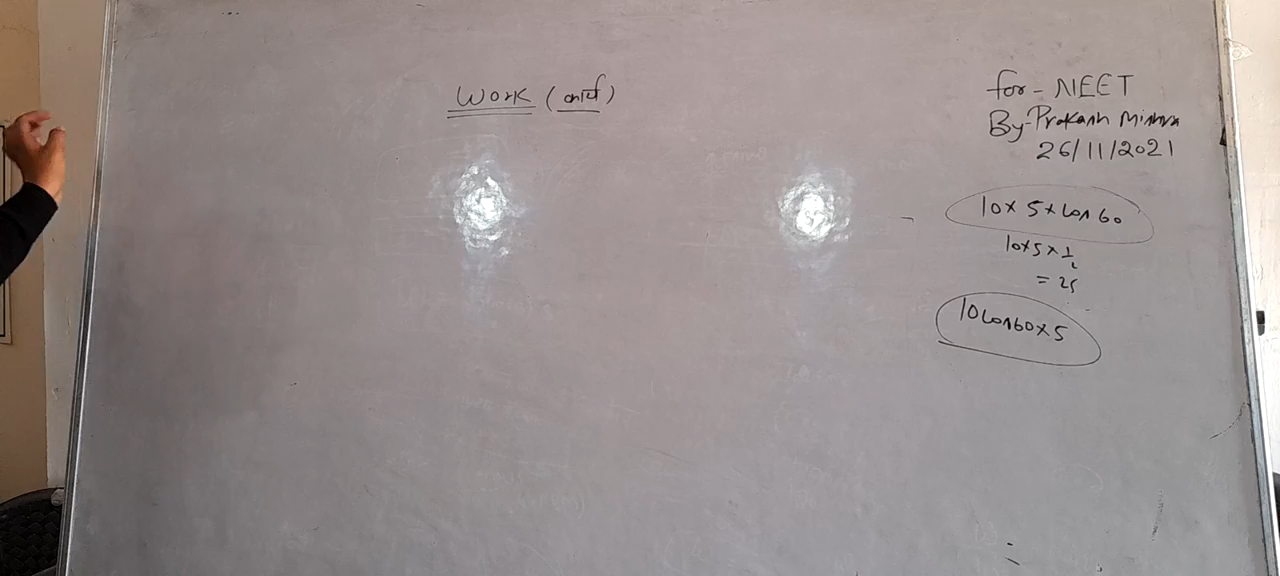 Work (कार्य)
for - NEET
By- Prakash Mishra
26/11/2021
10 × 5 × cos 60
10×5×1/2
= 25
10 cos 60 × 5